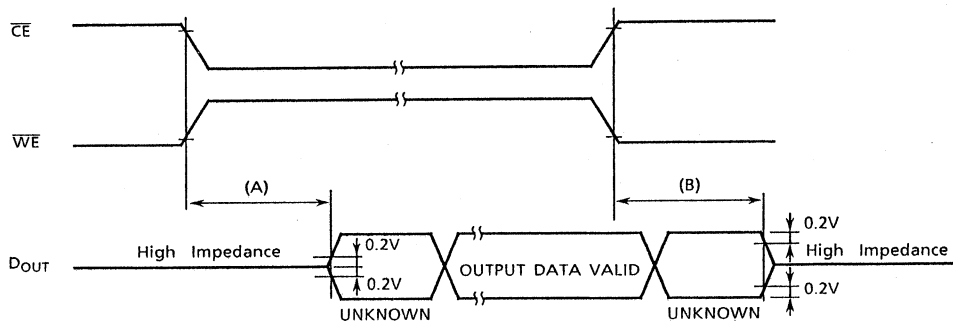 CE
WE
(A)
(B)
DOUT
High Impedance
0.2V
0.2V
OUTPUT DATA VALID
0.2V
High Impedance
0.2V
UNKNOWN
UNKNOWN